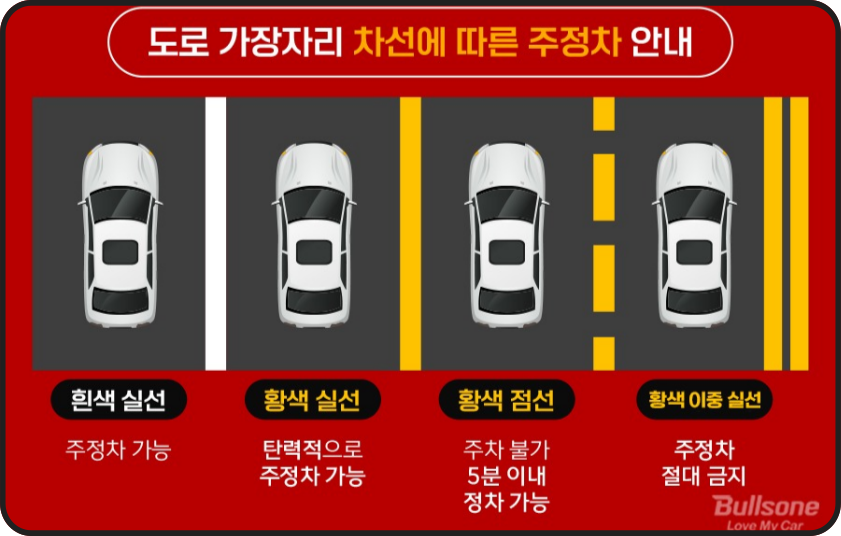 도로 가장자리 차선에 따른 주정차 안내
흰색 실선
황색 실선
황색 점선
황색 이중 실선
주정차 가능
탄력적으로
주정차 가능
주차 불가
5분 이내
정차 가능
주정차
절대 금지
Bullsone
Love My Car